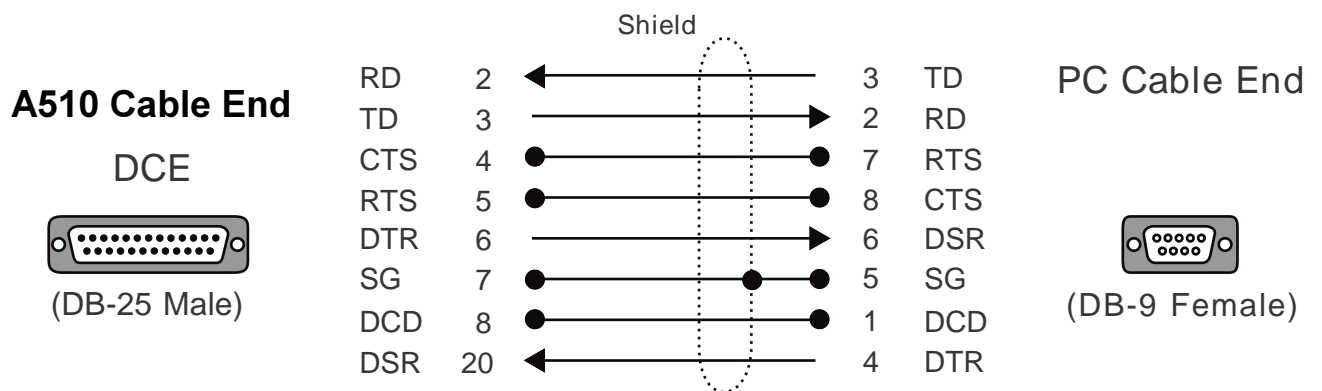 Shield
A510 Cable End
DCE
(DB-25 Male)
RD 2 3 TD
TD 3 2 RD
CTS 4 7 RTS
RTS 5 8 CTS
DTR 6 6 DSR
SG 7 5 SG
DCD 8 1 DCD
DSR 20 4 DTR
PC Cable End
(DB-9 Female)